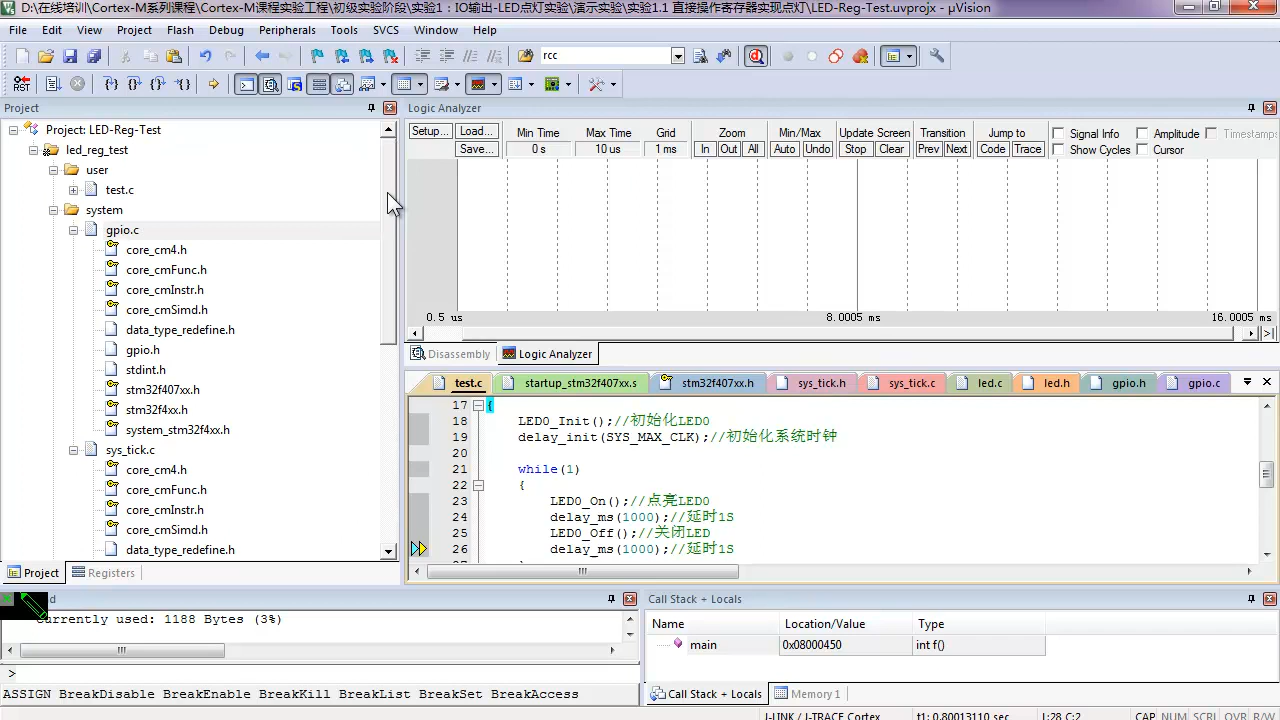 D:\在线培训\Cortex-M系列课程\Cortex-M课程实验工程\初级实验阶段\实验1：IO输出-LED点灯实验\演示实验\实验1.1 直接操作寄存器实现点灯\LED-Reg-Test.uvprojx - µVision
File Edit View Project Flash Debug Peripherals Tools SVCS Window Help
rcc
RST
Project
Logic Analyzer
Project: LED-Reg-Test
led_reg_test
user
test.c
system
gpio.c
core_cm4.h
core_cmFunc.h
core_cmInstr.h
core_cmSimd.h
data_type_redefine.h
gpio.h
stdint.h
stm32f407xx.h
stm32f4xx.h
system_stm32f4xx.h
sys_tick.c
core_cm4.h
core_cmFunc.h
core_cmInstr.h
core_cmSimd.h
data_type_redefine.h
Project Registers
Setup... Load... Min Time Max Time Grid Zoom Min/Max Update Screen Transition Jump to Signal Info Amplitude Timestamps
Save... 0 s 10 us 1 ms In Out All Auto Undo Stop Clear Prev Next Code Trace Show Cycles Cursor
0.5 us 8.0005 ms 16.0005 ms
Disassembly Logic Analyzer
test.c startup_stm32f407xx.s stm32f407xx.h sys_tick.h sys_tick.c led.c led.h gpio.h gpio.c
17 {
18 LED0_Init();//初始化LED0
19 delay_init(SYS_MAX_CLK);//初始化系统时钟
20
21 while(1)
22 {
23 LED0_On();//点亮LED0
24 delay_ms(1000);//延时1S
25 LED0_Off();//关闭LED
26 delay_ms(1000);//延时1S
Currently used: 1188 Bytes (3%)
>
ASSIGN BreakDisable BreakEnable BreakKill BreakList BreakSet BreakAccess
Call Stack + Locals
Name Location/Value Type
main 0x08000450 int f()
Call Stack + Locals Memory 1
J-LINK / J-TRACE Cortex t1: 0.80013110 sec L:28 C:2 CAP NUM SCRL OVR R/W